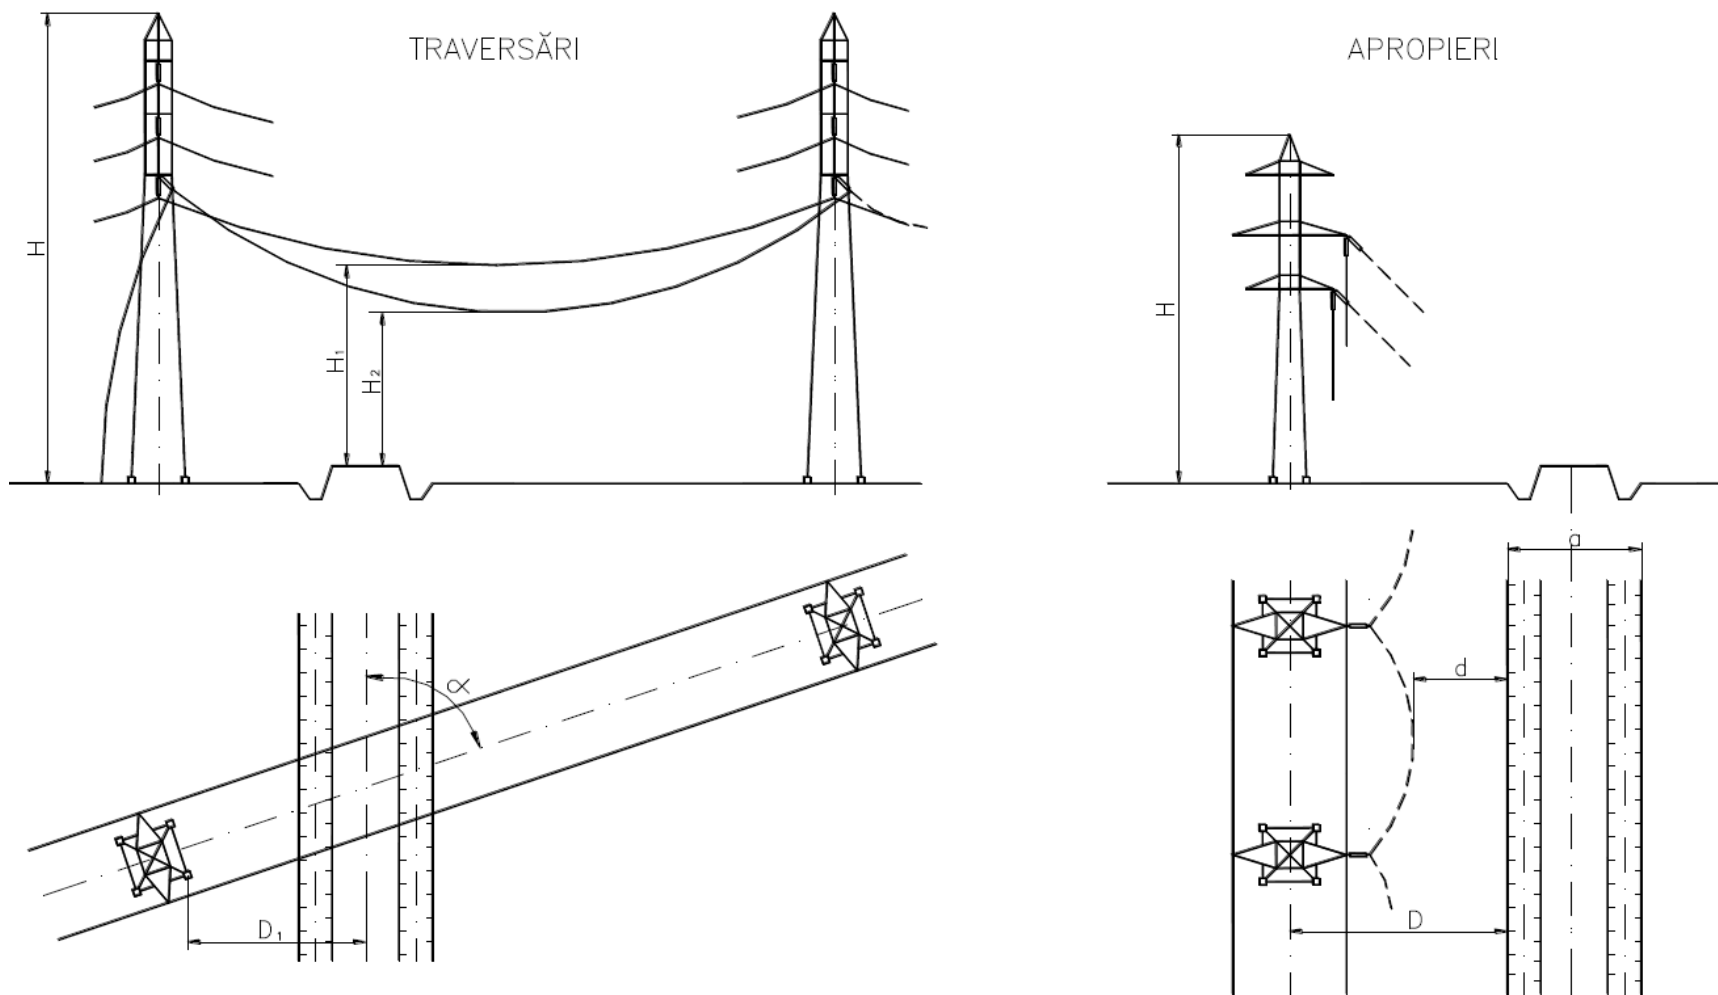 TRAVERSĂRI
APROPIERI
H
H₁
H₂
H
α
D₁
a
d
D